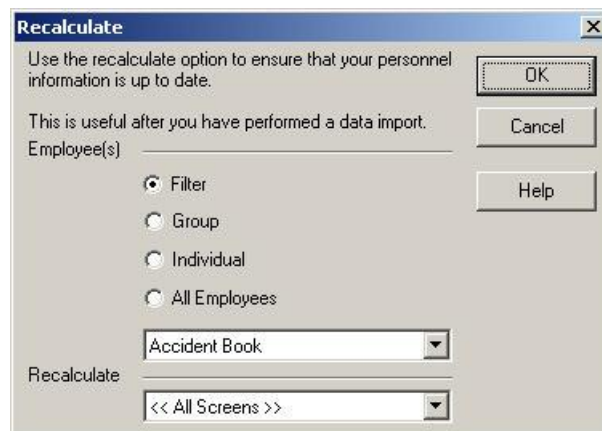 Recalculate
Use the recalculate option to ensure that your personnel
information is up to date.
This is useful after you have performed a data import.
Employee(s)
Filter
Group
Individual
All Employees
Accident Book
Recalculate
<< All Screens >>
OK
Cancel
Help